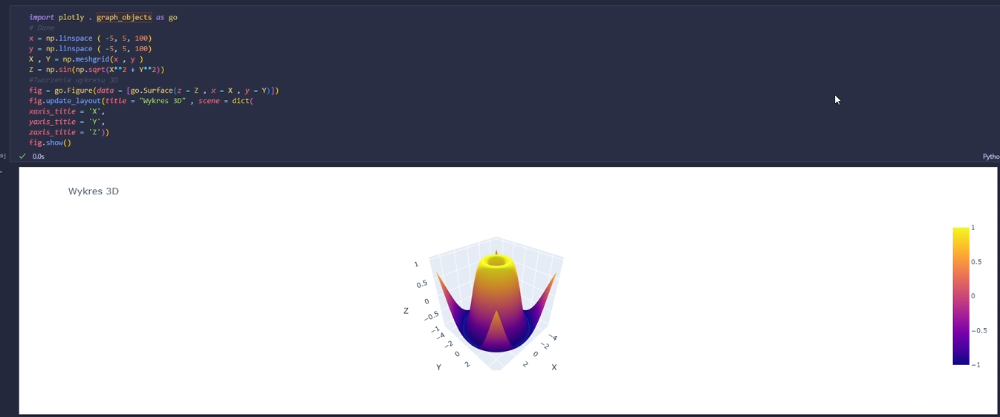 import plotly . graph_objects as go
# Dane
x = np.linspace ( -5, 5, 100)
y = np.linspace ( -5, 5, 100)
X , Y = np.meshgrid(x , y )
Z = np.sin(np.sqrt(X**2 + Y**2))
#Tworzenie wykresu 3D
fig = go.Figure(data = [go.Surface(z = Z , x = X , y = Y)])
fig.update_layout(title = "Wykres 3D" , scene = dict(
xaxis_title = 'X',
yaxis_title = 'Y',
zaxis_title = 'Z'))
fig.show()
9]
0.0s
Pytho
Wykres 3D
1
0.5
0
−0.5
−1
Z
−4
−2
0
2
Y
−4
−2
0
2
X
1
0.5
0
−0.5
−1